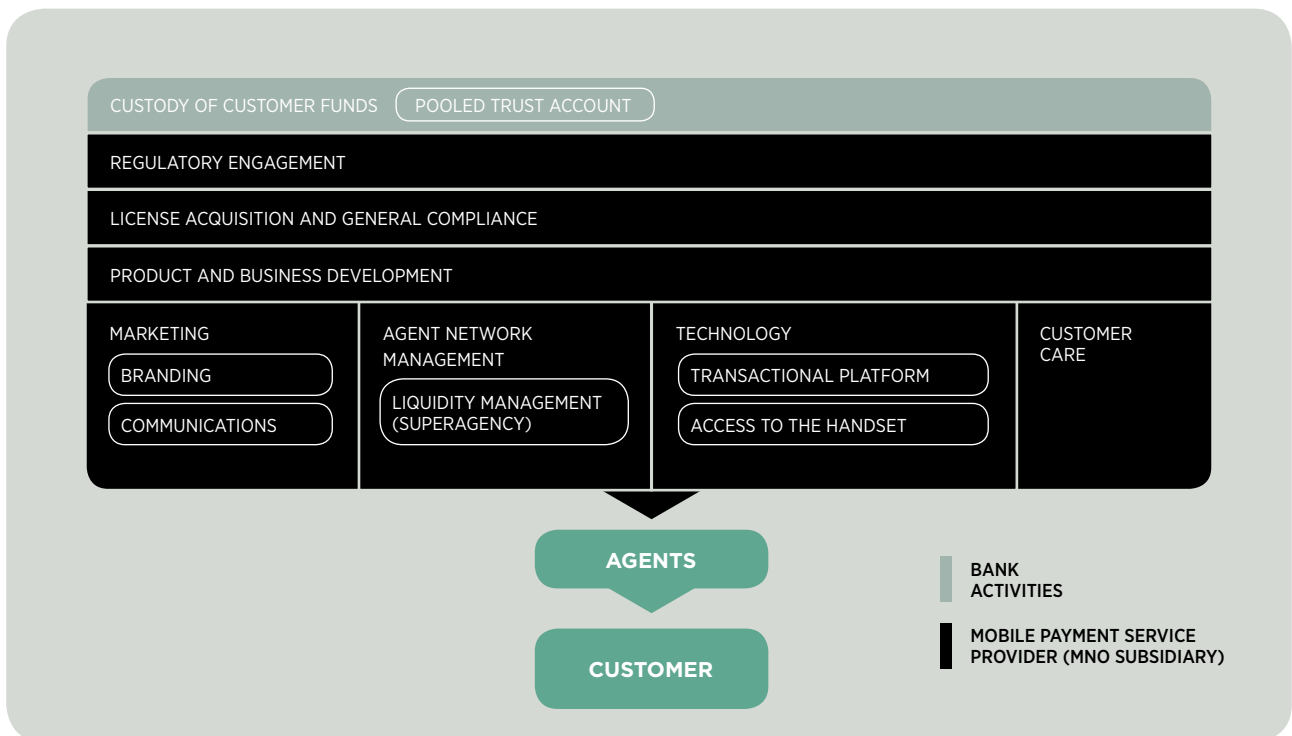 CUSTODY OF CUSTOMER FUNDS POOLED TRUST ACCOUNT
REGULATORY ENGAGEMENT
LICENSE ACQUISITION AND GENERAL COMPLIANCE
PRODUCT AND BUSINESS DEVELOPMENT
MARKETING
BRANDING
COMMUNICATIONS
AGENT NETWORK
MANAGEMENT
LIQUIDITY MANAGEMENT
(SUPERAGENCY)
TECHNOLOGY
TRANSACTIONAL PLATFORM
ACCESS TO THE HANDSET
CUSTOMER
CARE
AGENTS
CUSTOMER
BANK
ACTIVITIES
MOBILE PAYMENT SERVICE
PROVIDER (MNO SUBSIDIARY)